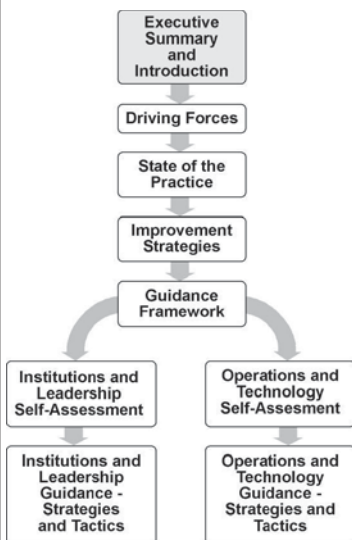 Executive
Summary
and
Introduction
Driving Forces
State of the
Practice
Improvement
Strategies
Guidance
Framework
Institutions and
Leadership
Self-Assessment
Operations and
Technology
Self-Assesment
Institutions and
Leadership
Guidance -
Strategies
and Tactics
Operations and
Technology
Guidance -
Strategies and
Tactics